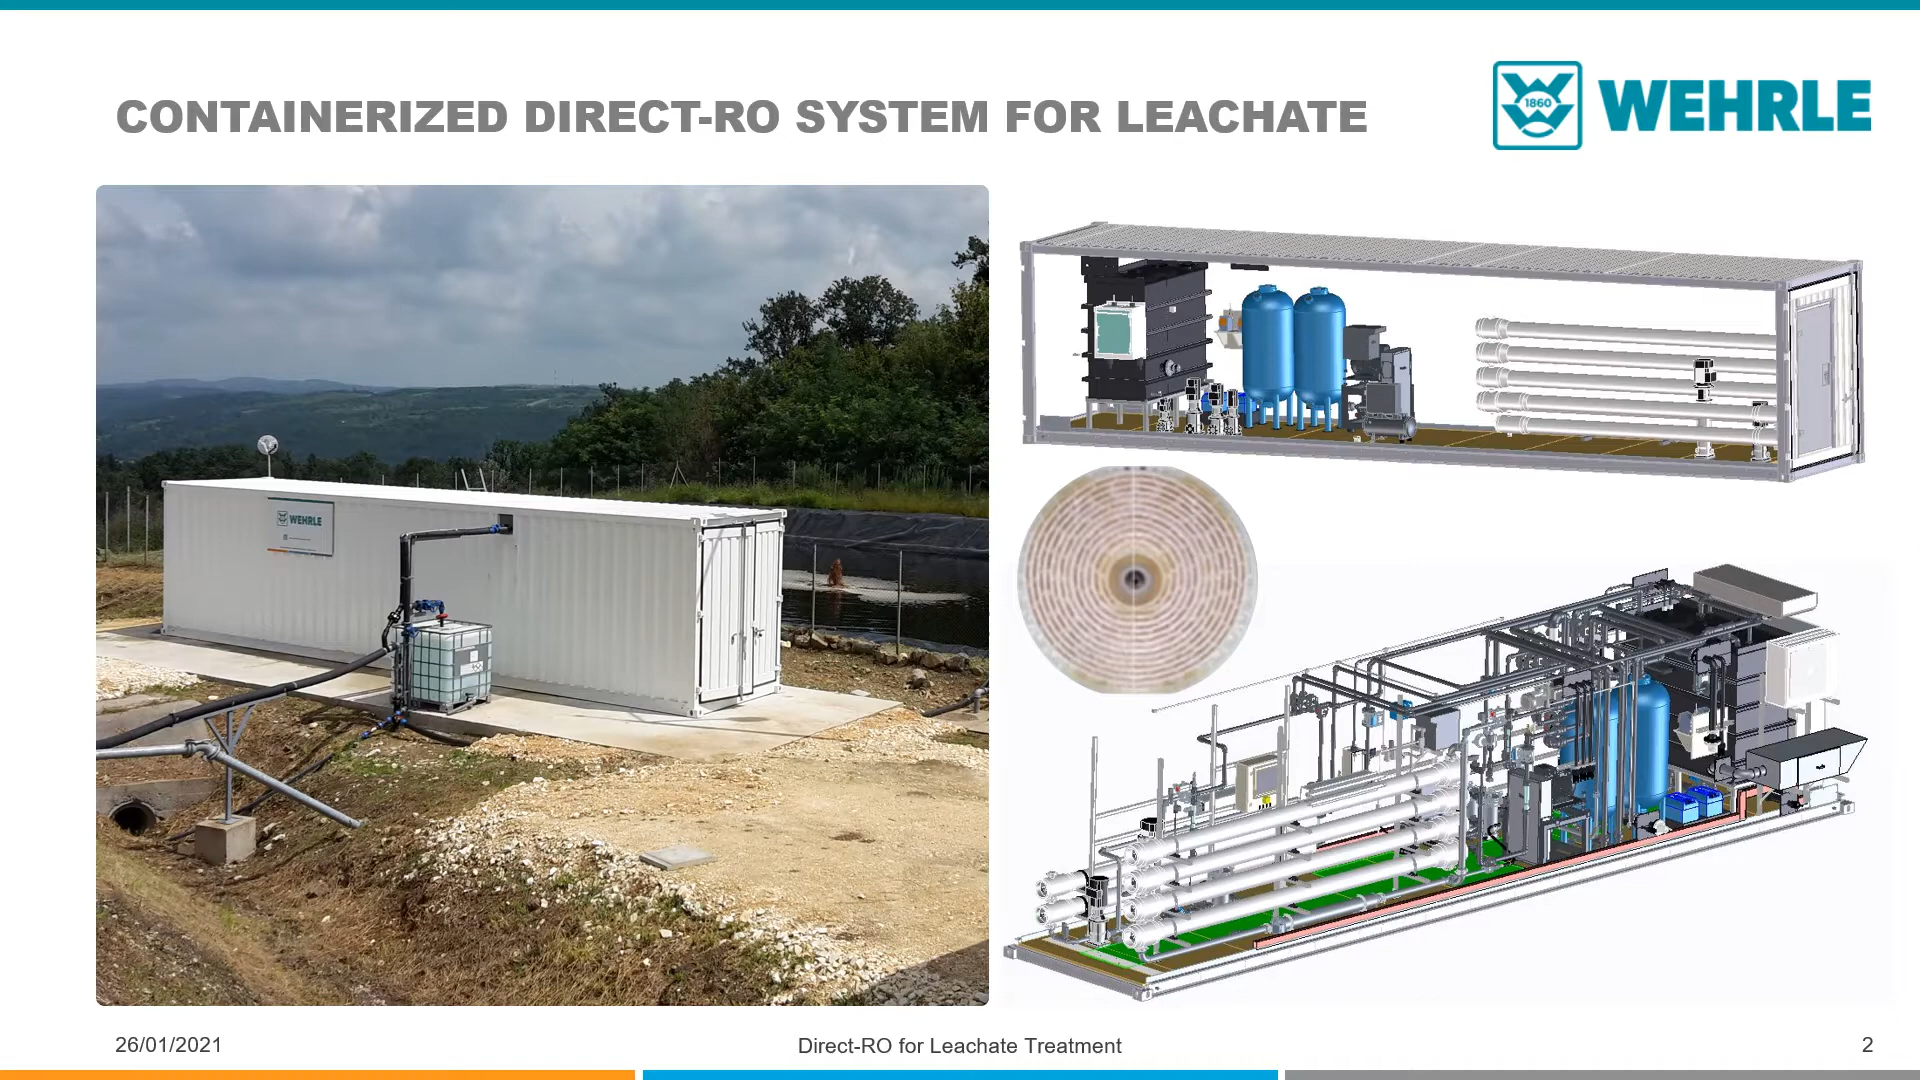 CONTAINERIZED DIRECT-RO SYSTEM FOR LEACHATE
1860
WEHRLE
WEHRLE
26/01/2021
Direct-RO for Leachate Treatment
2